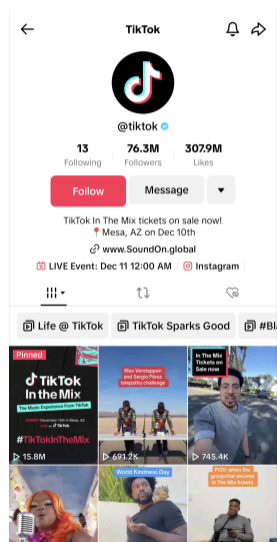 TikTok
@tiktok
13 76.3M 307.9M
Following Followers Likes
Follow Message
TikTok In The Mix tickets on sale now!
Mesa, AZ on Dec 10th
www.SoundOn.global
LIVE Event: Dec 11 12:00 AM Instagram
Life @ TikTok TikTok Sparks Good #Bl
Pinned
TikTok
In the Mix
The Music Experience From TikTok
#TikTokInTheMix
15.8M
Max Verstappen
and Sergio Pérez
telepathy challenge
691.2K
In The Mix
Tickets on
Sale now
745.4K
World Kindness Day
POV: when the
groupchat secures
In The Mix tickets